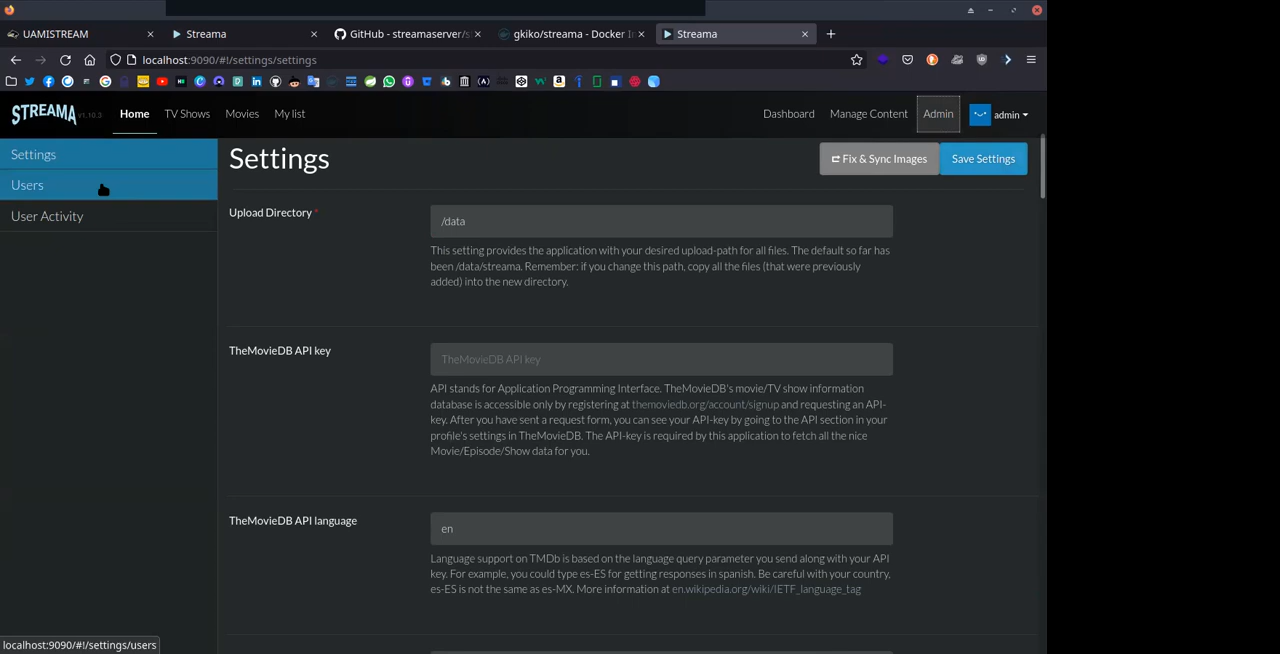 UAMISTREAM
Streama
GitHub - streamaserver/s
gkiko/streama - Docker I
Streama
localhost:9090/#!/settings/settings
STREAMA v1.10.3
Home
TV Shows
Movies
My list
Dashboard
Manage Content
Admin
admin
Settings
Users
User Activity
Settings
Fix & Sync Images
Save Settings
Upload Directory *
/data
This setting provides the application with your desired upload-path for all files. The default so far has
been /data/streama. Remember: if you change this path, copy all the files (that were previously
added) into the new directory.
TheMovieDB API key
TheMovieDB API key
API stands for Application Programming Interface. TheMovieDB's movie/TV show information
database is accessible only by registering at themoviedb.org/account/signup and requesting an API-
key. After you have sent a request form, you can see your API-key by going to the API section in your
profile's settings in TheMovieDB. The API-key is required by this application to fetch all the nice
Movie/Episode/Show data for you.
TheMovieDB API language
en
Language support on TMDb is based on the language query parameter you send along with your API
key. For example, you could type es-ES for getting responses in spanish. Be careful with your country,
es-ES is not the same as es-MX. More information at en.wikipedia.org/wiki/IETF_language_tag
localhost:9090/#!/settings/users